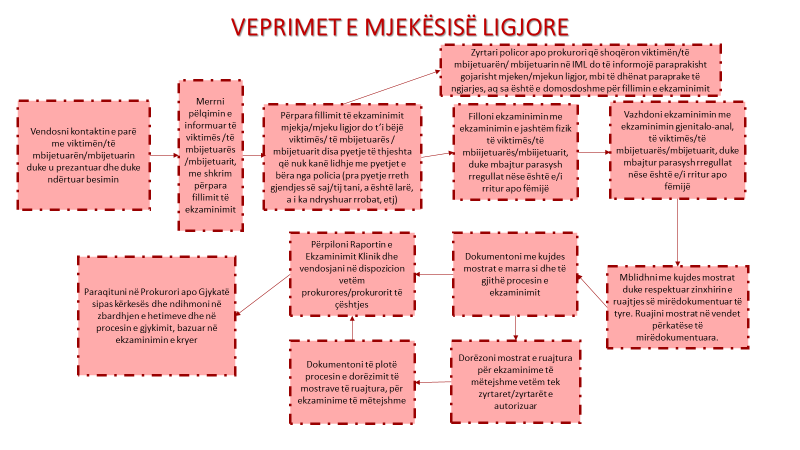 VEPRIMET E MJEKËSISË LIGJORE
Zyrtari policor apo prokurori që shoqëron viktimën/të
mbijetuarën/ mbijetuarin në IML do të informojë paraprakisht
gojarisht mjeken/mjekun ligjor, mbi të dhënat paraprake të
ngjarjes, aq sa është e domosdoshme për fillimin e ekzaminimit
Vendosni kontaktin e parë
me viktimën/të
mbijetuarën/mbijetuarin
duke u prezantuar dhe duke
ndërtuar besimin
Merrni
pëlqimin e
informuar të
viktimës /të
mbijetuarës
/mbijetuarit,
me shkrim
përpara
fillimit të
ekzaminimit
Përpara fillimit të ekzaminimit
mjekja/mjeku ligjor do t’i bëjë
viktimës/ të mbijetuarës /
mbijetuarit disa pyetje të thjeshta
që nuk kanë lidhje me pyetjet e
bëra nga policia (pra pyetje rreth
gjendjes së saj/tij tani, a është larë,
a i ka ndryshuar rrobat, etj)
Filloni ekzaminimin me
ekzaminimin e jashtëm fizik
të viktimës/të
mbiijetuarës/mbijetuarit,
duke mbajtur parasysh
rregullat nëse është e/i
rritur apo fëmijë
Vazhdoni ekzaminimin me
ekzaminimin gjenitalo-anal,
të viktimës/të
mbijetuarës/mbijetuarit, duke
mbajtur parasysh rregullat
nëse është e/i rritur apo
fëmijë
Mblidhni me kujdes mostrat
duke respektuar zinxhirin e
ruajtjes së mirëdokumentuar të
tyre. Ruajini mostrat në vendet
përkatëse të
mirëdokumentuara.
Dokumentoni me kujdes
mostrat e marra si dhe të
gjithë procesin e
ekzaminimit
Përpiloni Raportin e
Ekzaminimit Klinik dhe
vendosjani në dispozicion
vetëm
prokurores/prokurorit të
çështjes
Paraqituni në Prokurori apo Gjykatë
sipas kërkesës dhe ndihmoni në
zbardhjen e hetimeve dhe në
procesin e gjykimit, bazuar në
ekzaminimin e kryer
Dorëzoni mostrat e ruajtura
për ekzaminime të
mëtejshme vetëm tek
zyrtaret/zyrtarët e
autorizuar
Dokumentoni të plotë
procesin e dorëzimit të
mostrave të ruajtura, për
ekzaminime të mëtejshme